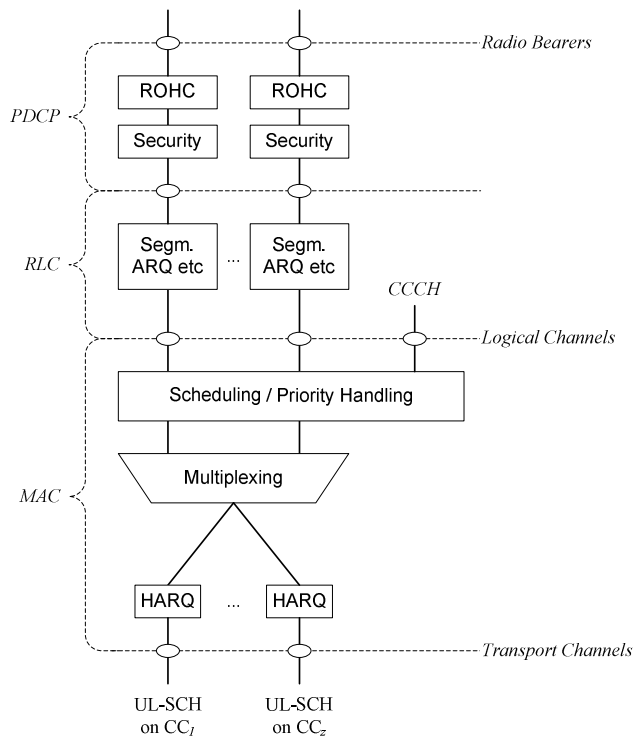 Radio Bearers
ROHC
ROHC
PDCP
Security
Security
Segm.
ARQ etc
...
Segm.
ARQ etc
RLC
CCCH
Logical Channels
Scheduling / Priority Handling
Multiplexing
MAC
HARQ
...
HARQ
Transport Channels
UL-SCH
on CC1
UL-SCH
on CCz